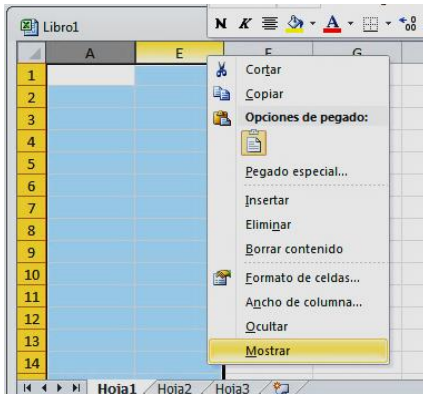 Libro1
N K A
A E F G
1
2
3
4
5
6
7
8
9
10
11
12
13
14
Cortar
Copiar
Opciones de pegado:
Pegado especial...
Insertar
Eliminar
Borrar contenido
Formato de celdas...
Ancho de columna...
Ocultar
Mostrar
Hoja1 Hoja2 Hoja3